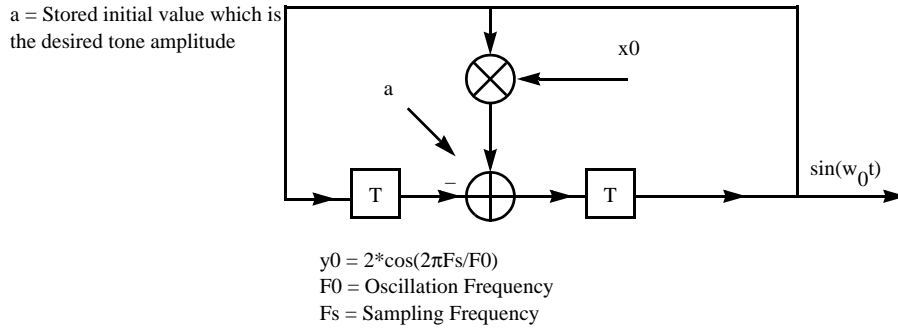 a = Stored initial value which is
the desired tone amplitude
x0
a
–
T
T
sin(w0t)
y0 = 2*cos(2πFs/F0)
F0 = Oscillation Frequency
Fs = Sampling Frequency